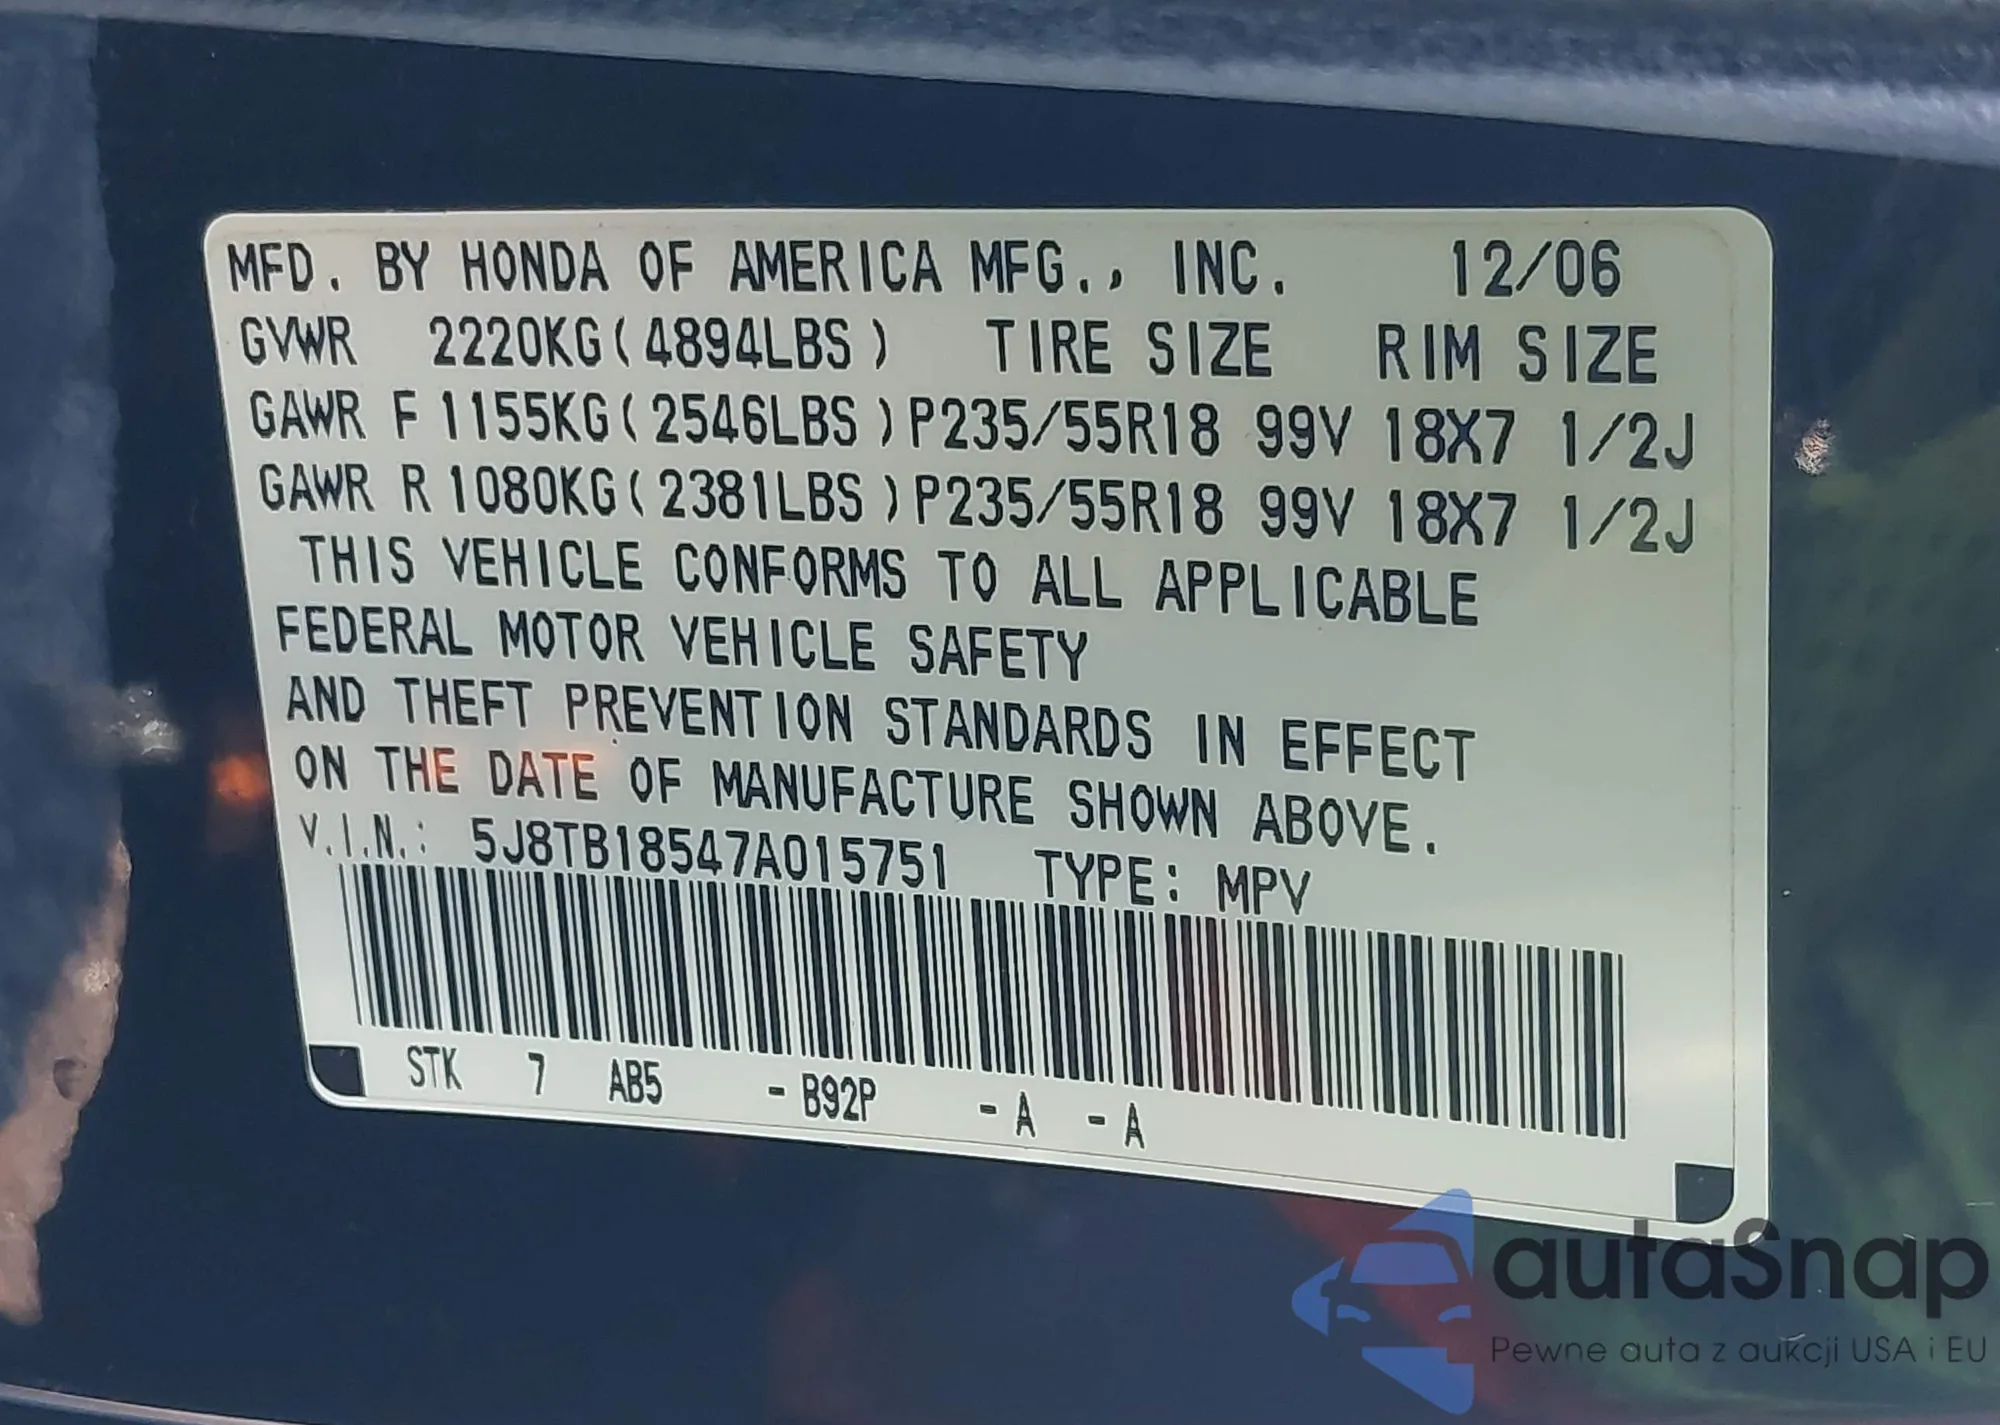 MFD. BY HONDA OF AMERICA MFG., INC. 12/06
GVWR 2220KG(4894LBS) TIRE SIZE RIM SIZE
GAWR F 1155KG(2546LBS)P235/55R18 99V 18X7 1/2J
GAWR R 1080KG(2381LBS)P235/55R18 99V 18X7 1/2J
THIS VEHICLE CONFORMS TO ALL APPLICABLE
FEDERAL MOTOR VEHICLE SAFETY
AND THEFT PREVENTION STANDARDS IN EFFECT
ON THE DATE OF MANUFACTURE SHOWN ABOVE.
V.I.N.: 5J8TB18547A015751 TYPE: MPV
STK 7 AB5 -B92P -A -A
autaSnap
Pewne auta z aukcji USA i EU